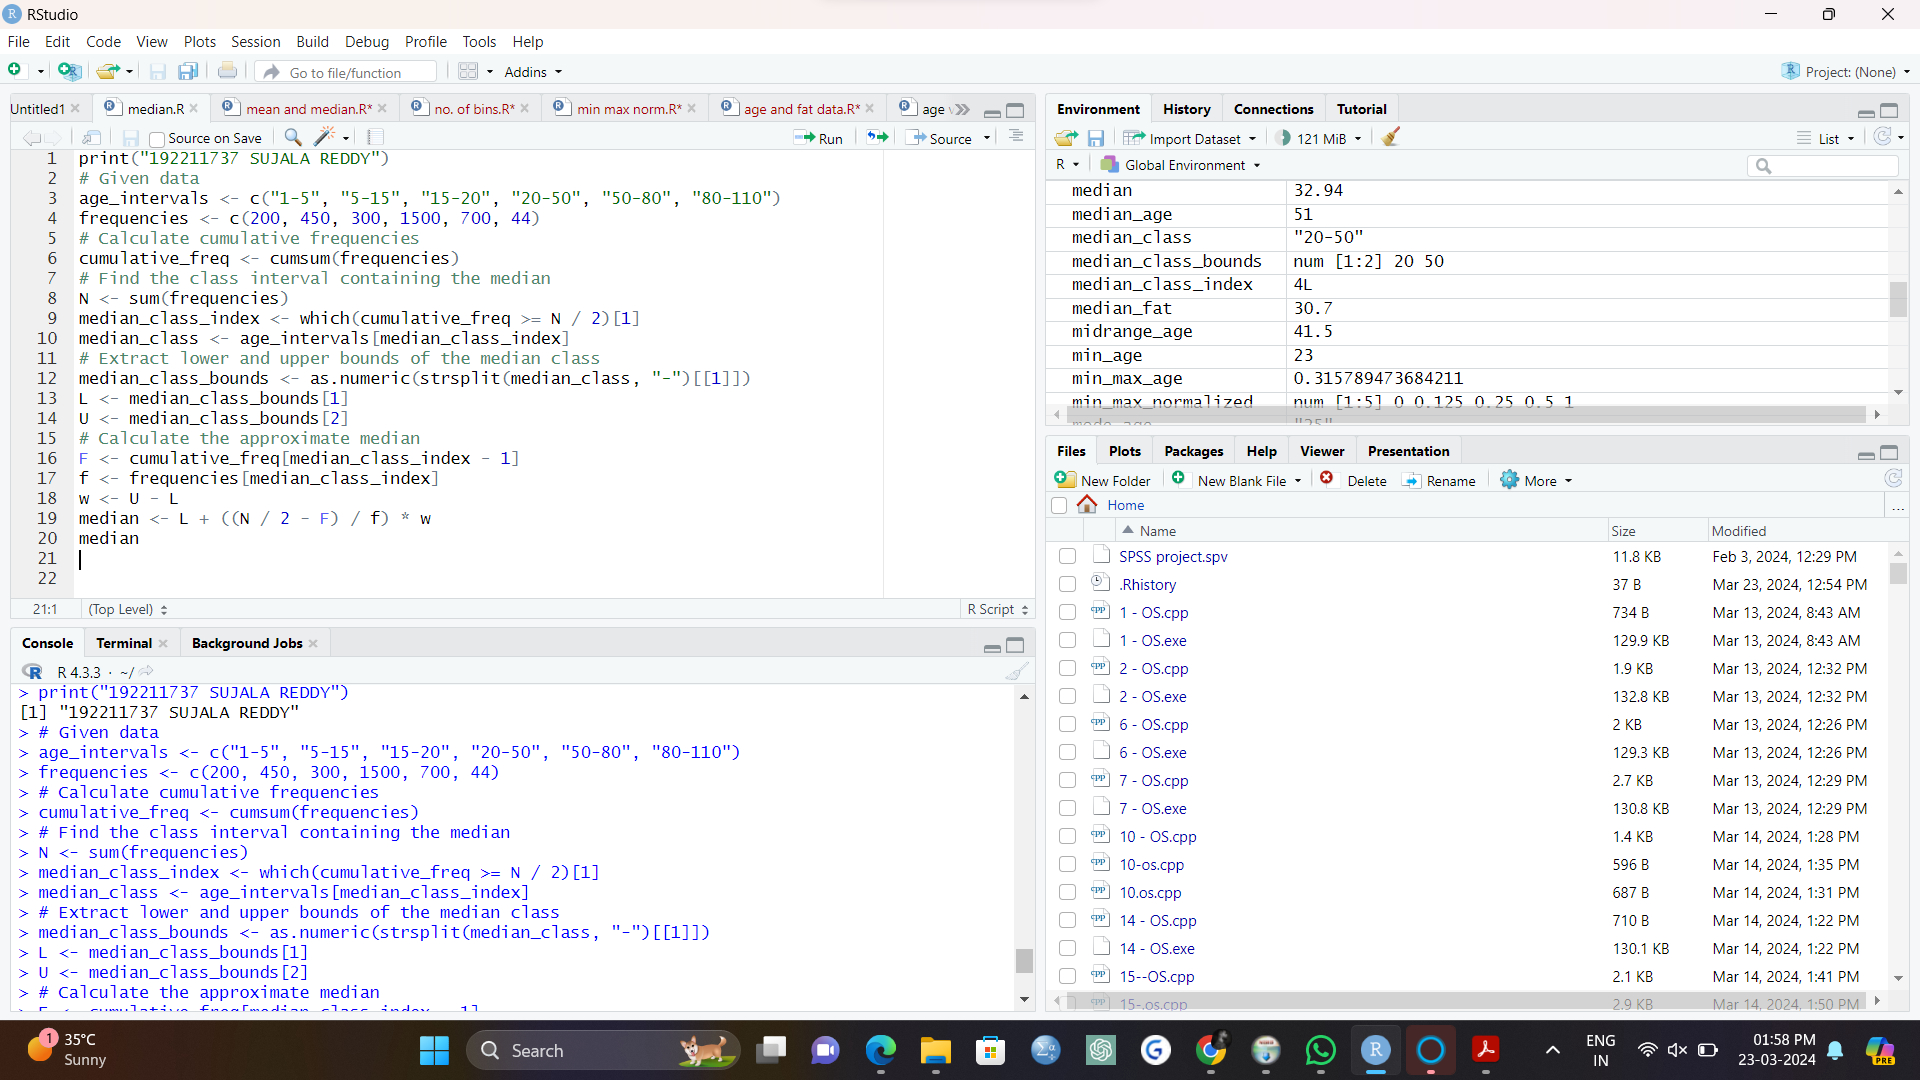 RStudio
File Edit Code View Plots Session Build Debug Profile Tools Help
Go to file/function Addins Project: (None)
Untitled1 median.R mean and median.R* no. of bins.R* min max norm.R* age and fat data.R* age
Source on Save Run Source
1 print("192211737 SUJALA REDDY")
2 # Given data
3 age_intervals <- c("1-5", "5-15", "15-20", "20-50", "50-80", "80-110")
4 frequencies <- c(200, 450, 300, 1500, 700, 44)
5 # Calculate cumulative frequencies
6 cumulative_freq <- cumsum(frequencies)
7 # Find the class interval containing the median
8 N <- sum(frequencies)
9 median_class_index <- which(cumulative_freq >= N / 2)[1]
10 median_class <- age_intervals[median_class_index]
11 # Extract lower and upper bounds of the median class
12 median_class_bounds <- as.numeric(strsplit(median_class, "-")[[1]])
13 L <- median_class_bounds[1]
14 U <- median_class_bounds[2]
15 # Calculate the approximate median
16 F <- cumulative_freq[median_class_index - 1]
17 f <- frequencies[median_class_index]
18 w <- U - L
19 median <- L + ((N / 2 - F) / f) * w
20 median
21
22
21:1 (Top Level) R Script
Console Terminal Background Jobs
R 4.3.3 · ~/
> print("192211737 SUJALA REDDY")
[1] "192211737 SUJALA REDDY"
> # Given data
> age_intervals <- c("1-5", "5-15", "15-20", "20-50", "50-80", "80-110")
> frequencies <- c(200, 450, 300, 1500, 700, 44)
> # Calculate cumulative frequencies
> cumulative_freq <- cumsum(frequencies)
> # Find the class interval containing the median
> N <- sum(frequencies)
> median_class_index <- which(cumulative_freq >= N / 2)[1]
> median_class <- age_intervals[median_class_index]
> # Extract lower and upper bounds of the median class
> median_class_bounds <- as.numeric(strsplit(median_class, "-")[[1]])
> L <- median_class_bounds[1]
> U <- median_class_bounds[2]
> # Calculate the approximate median
> F <- cumulative_freq[median_class_index - 1]
Environment History Connections Tutorial
Import Dataset 121 MiB List
R Global Environment
median 32.94
median_age 51
median_class "20-50"
median_class_bounds num [1:2] 20 50
median_class_index 4L
median_fat 30.7
midrange_age 41.5
min_age 23
min_max_age 0.315789473684211
min_max_normalized num [1:5] 0 0.125 0.25 0.5 1
mode_age "25"
Files Plots Packages Help Viewer Presentation
New Folder New Blank File Delete Rename More
Home ...
Name Size Modified
SPSS project.spv 11.8 KB Feb 3, 2024, 12:29 PM
.Rhistory 37 B Mar 23, 2024, 12:54 PM
1 - OS.cpp 734 B Mar 13, 2024, 8:43 AM
1 - OS.exe 129.9 KB Mar 13, 2024, 8:43 AM
2 - OS.cpp 1.9 KB Mar 13, 2024, 12:32 PM
2 - OS.exe 132.8 KB Mar 13, 2024, 12:32 PM
6 - OS.cpp 2 KB Mar 13, 2024, 12:26 PM
6 - OS.exe 129.3 KB Mar 13, 2024, 12:26 PM
7 - OS.cpp 2.7 KB Mar 13, 2024, 12:29 PM
7 - OS.exe 130.8 KB Mar 13, 2024, 12:29 PM
10 - OS.cpp 1.4 KB Mar 14, 2024, 1:28 PM
10-os.cpp 596 B Mar 14, 2024, 1:35 PM
10.os.cpp 687 B Mar 14, 2024, 1:31 PM
14 - OS.cpp 710 B Mar 14, 2024, 1:22 PM
14 - OS.exe 130.1 KB Mar 14, 2024, 1:22 PM
15--OS.cpp 2.1 KB Mar 14, 2024, 1:41 PM
15-.os.cpp 2.9 KB Mar 14, 2024, 1:50 PM
1 35°C
Sunny
Search
ENG
IN
01:58 PM
23-03-2024
PRE